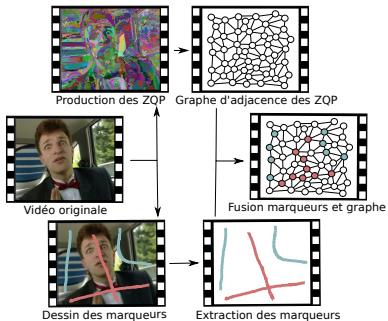 Production des ZQP
Graphe d'adjacence des ZQP
Vidéo originale
Fusion marqueurs et graphe
Dessin des marqueurs
Extraction des marqueurs